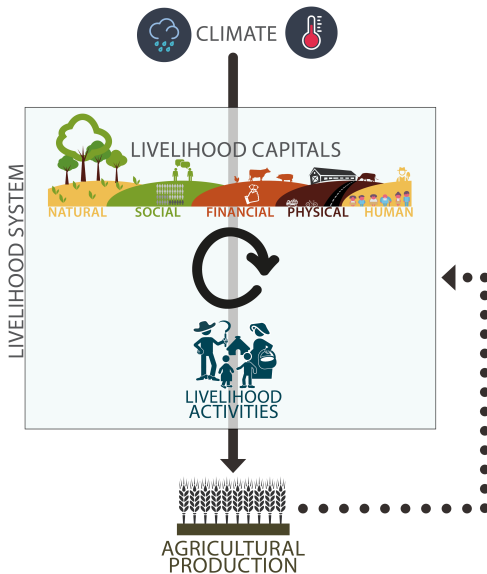 CLIMATE
LIVELIHOOD SYSTEM
LIVELIHOOD CAPITALS
NATURAL SOCIAL FINANCIAL PHYSICAL HUMAN
LIVELIHOOD
ACTIVITIES
AGRICULTURAL
PRODUCTION